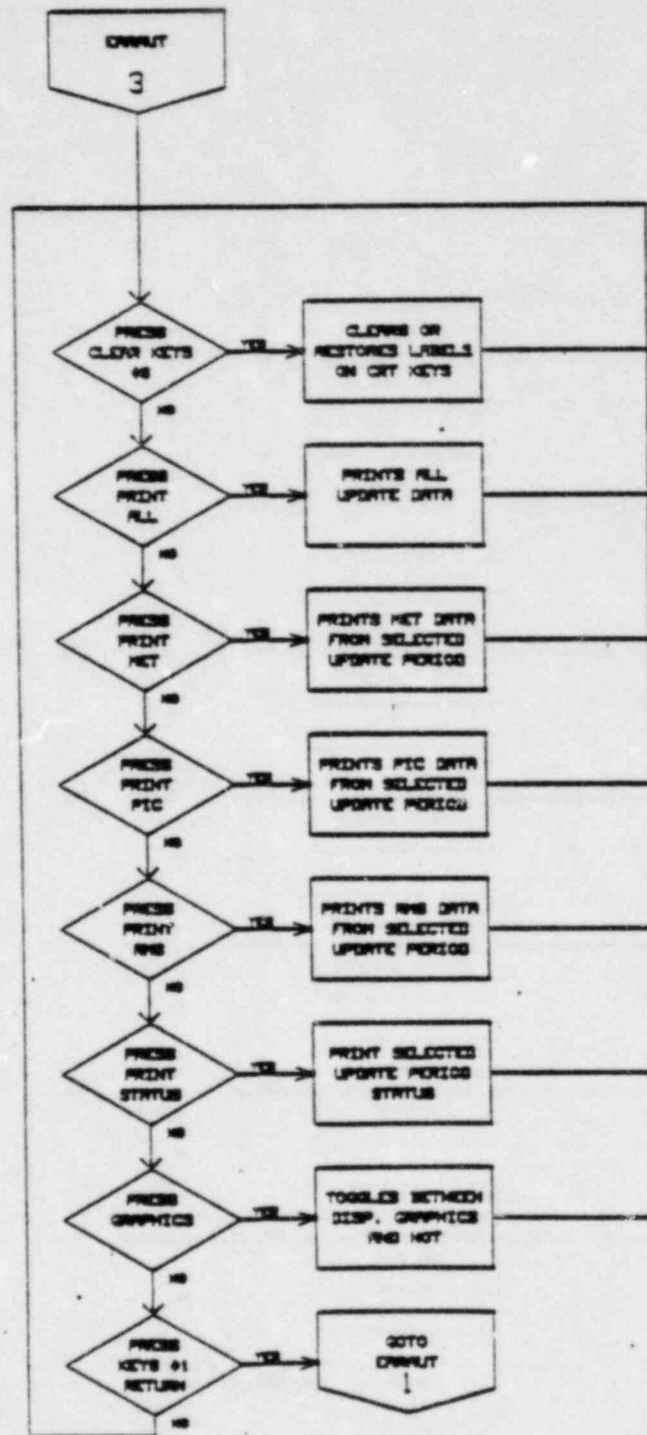 CARAUT
3
PRESS
CLEAR KEYS
YES
CLEARS OR
RESTORES LABELS
ON CRT KEYS
NO
PRESS
PRINT
ALL
YES
PRINTS ALL
UPDATE DATA
NO
PRESS
PRINT
MET
YES
PRINTS MET DATA
FROM SELECTED
UPDATE PERIOD
NO
PRESS
PRINT
PIC
YES
PRINTS PIC DATA
FROM SELECTED
UPDATE PERIOD
NO
PRESS
PRINT
RMS
YES
PRINTS RMS DATA
FROM SELECTED
UPDATE PERIOD
NO
PRESS
PRINT
STATUS
YES
PRINT SELECTED
UPDATE PERIOD
STATUS
NO
PRESS
GRAPHICS
YES
TOGGLES BETWEEN
DISP. GRAPHICS
AND NOT
NO
PRESS
KEYS #1
RETURN
YES
GOTO
CARAUT
1
NO